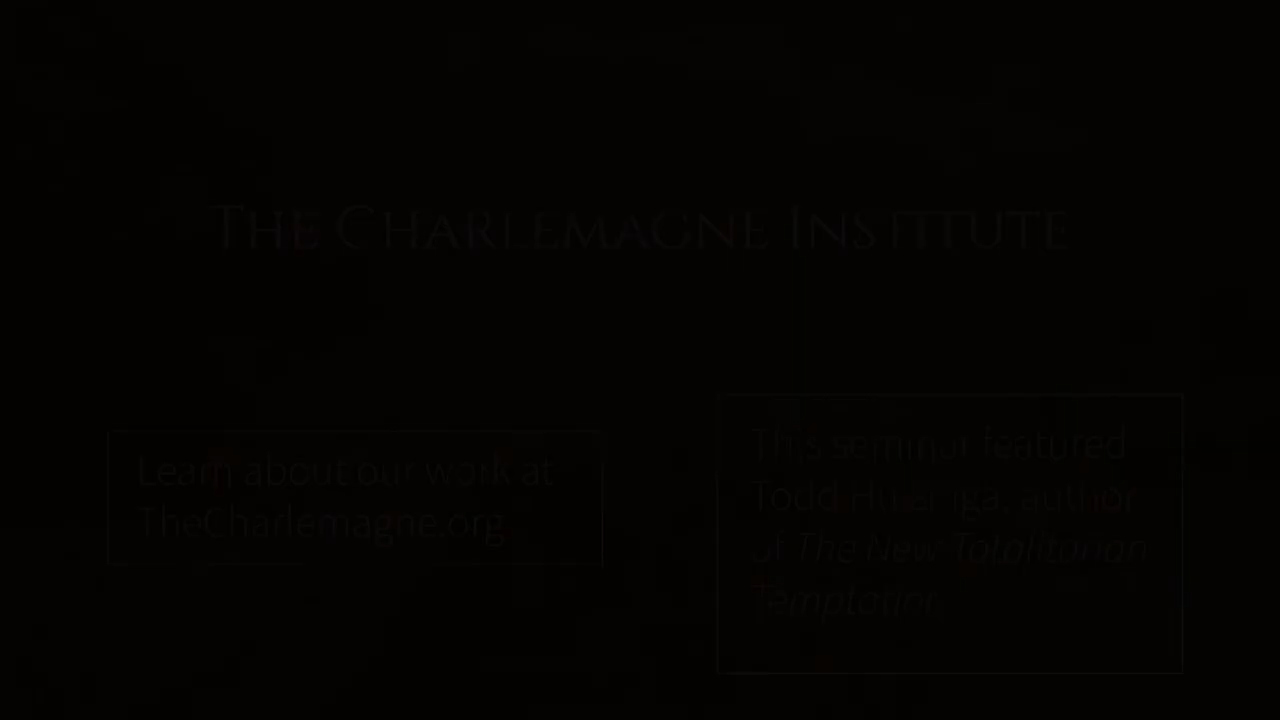 The Charlemagne Institute
Learn about our work at
TheCharlemagne.org
This seminar featured
Todd Huizinga, author
of The New Totalitarian
Temptation